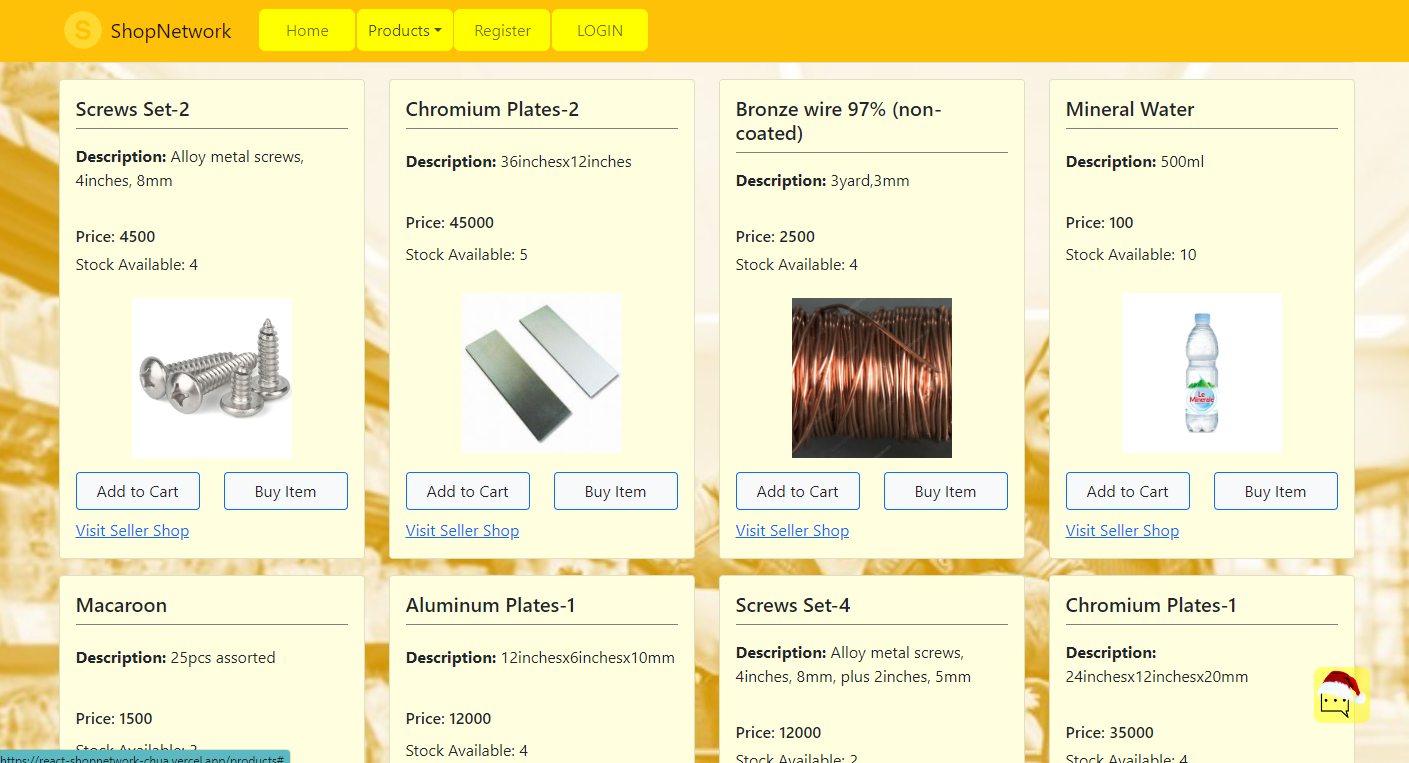 S ShopNetwork Home Products Register LOGIN
Screws Set-2
Description: Alloy metal screws,
4inches, 8mm
Price: 4500
Stock Available: 4
Add to Cart Buy Item
Visit Seller Shop
Chromium Plates-2
Description: 36inchesx12inches
Price: 45000
Stock Available: 5
Add to Cart Buy Item
Visit Seller Shop
Bronze wire 97% (non-
coated)
Description: 3yard,3mm
Price: 2500
Stock Available: 4
Add to Cart Buy Item
Visit Seller Shop
Mineral Water
Description: 500ml
Price: 100
Stock Available: 10
Le
Minerale
Add to Cart Buy Item
Visit Seller Shop
Macaroon
Description: 25pcs assorted
Price: 1500
Stock Available:
Aluminum Plates-1
Description: 12inchesx6inchesx10mm
Price: 12000
Stock Available: 4
Screws Set-4
Description: Alloy metal screws,
4inches, 8mm, plus 2inches, 5mm
Price: 12000
Stock Available: 2
Chromium Plates-1
Description:
24inchesx12inchesx20mm
Price: 35000
Stock Available: 4
https://react-shopnetwork-chua.vercel.app/products#